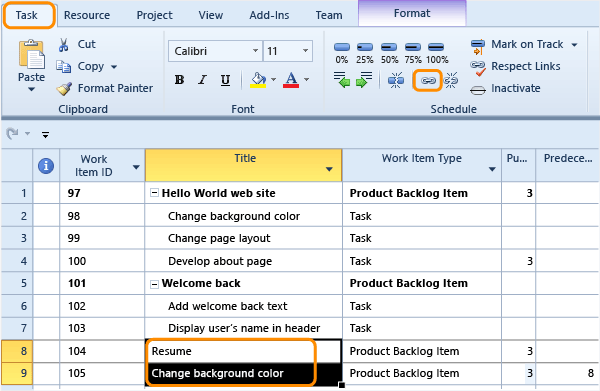 Task Resource Project View Add-Ins Team Format
Cut
Copy
Format Painter
Paste
Clipboard
Calibri 11
B I U A
Font
0% 25% 50% 75% 100%
Mark on Track
Respect Links
Inactivate
Schedule
Work Item ID Title Work Item Type Pu... Predece...
1 97 Hello World web site Product Backlog Item 3
2 98 Change background color Task
3 99 Change page layout Task
4 100 Develop about page Task 3
5 101 Welcome back Product Backlog Item
6 102 Add welcome back text Task
7 103 Display user's name in header Task
8 104 Resume Product Backlog Item 3
9 105 Change background color Product Backlog Item 3 8